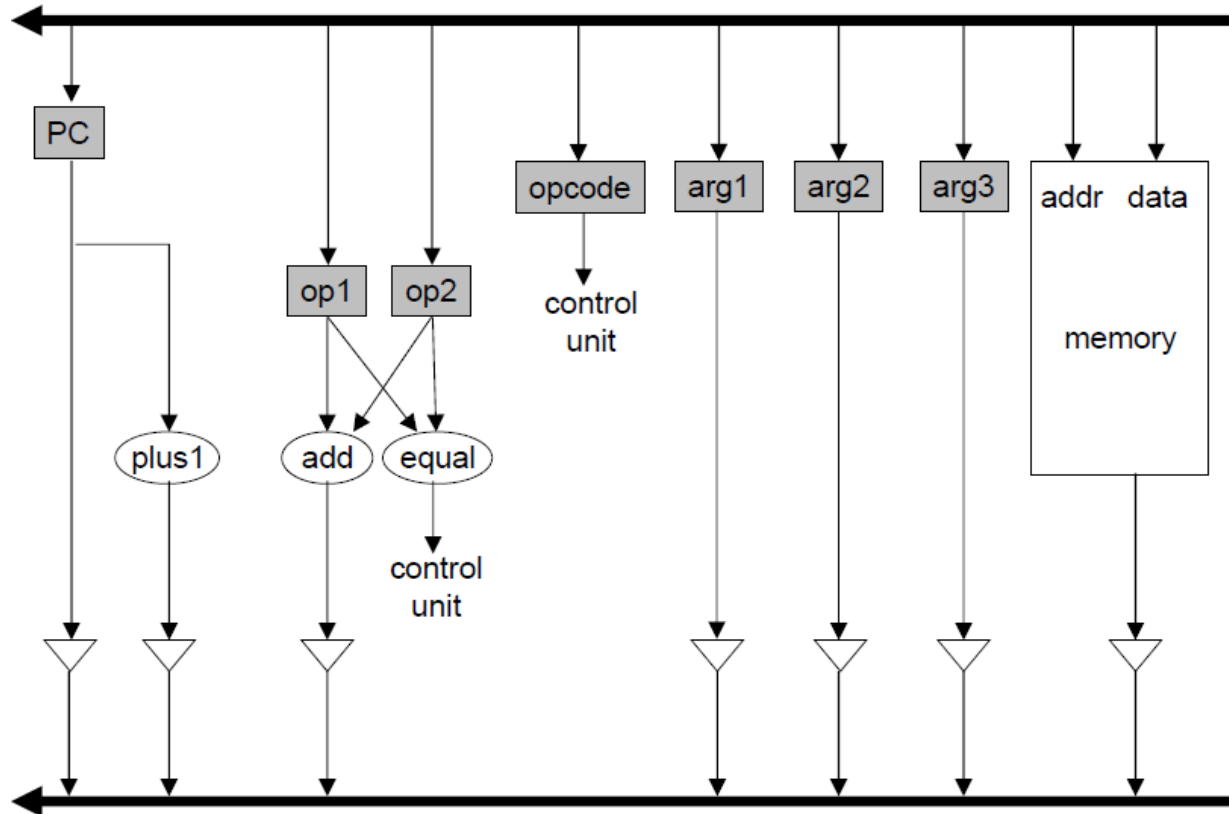 PC
opcode
arg1
arg2
arg3
addr data
op1
op2
control
unit
memory
plus1
add
equal
control
unit